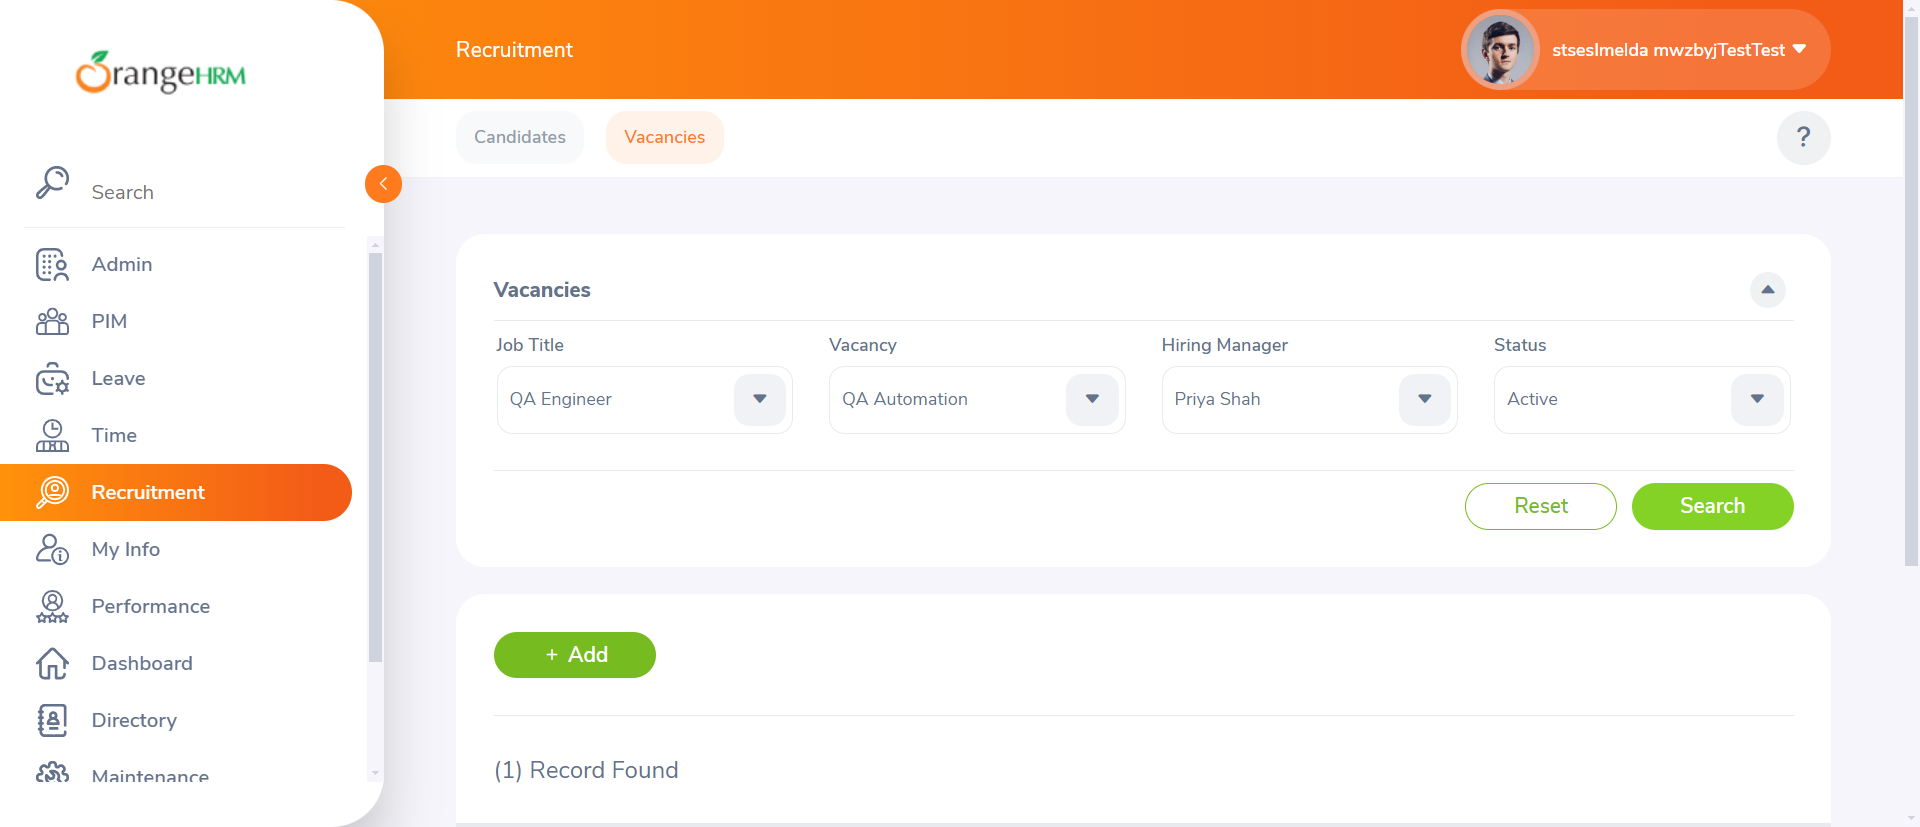 OrangeHRM
Search
Admin
PIM
Leave
Time
Recruitment
My Info
Performance
Dashboard
Directory
Maintenance
Recruitment
stseslmelda mwzbyjTestTest
Candidates
Vacancies
?
Vacancies
Job Title
Vacancy
Hiring Manager
Status
QA Engineer
QA Automation
Priya Shah
Active
Reset
Search
+ Add
(1) Record Found